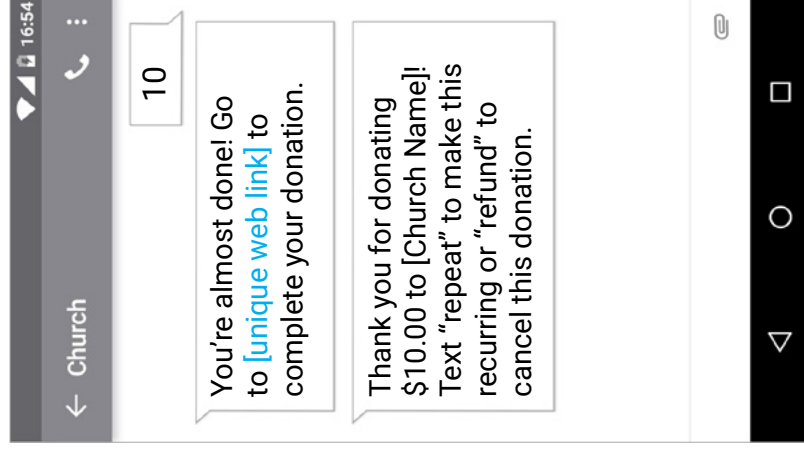 16:54
Church
10
You’re almost done! Go
to [unique web link] to
complete your donation.
Thank you for donating
$10.00 to [Church Name]!
Text “repeat” to make this
recurring or “refund” to
cancel this donation.